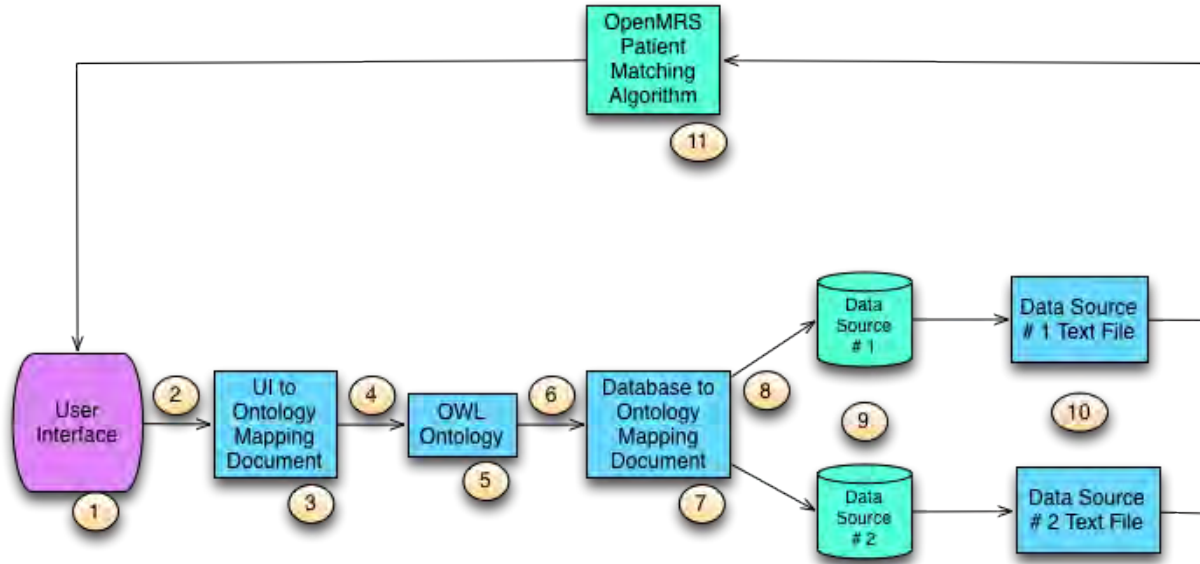 OpenMRS
Patient
Matching
Algorithm
11
User
Interface
1
2
UI to
Ontology
Mapping
Document
3
4
OWL
Ontology
5
6
Database to
Ontology
Mapping
Document
7
8
Data
Source
# 1
9
Data
Source
# 2
Data Source
# 1 Text File
10
Data Source
# 2 Text File